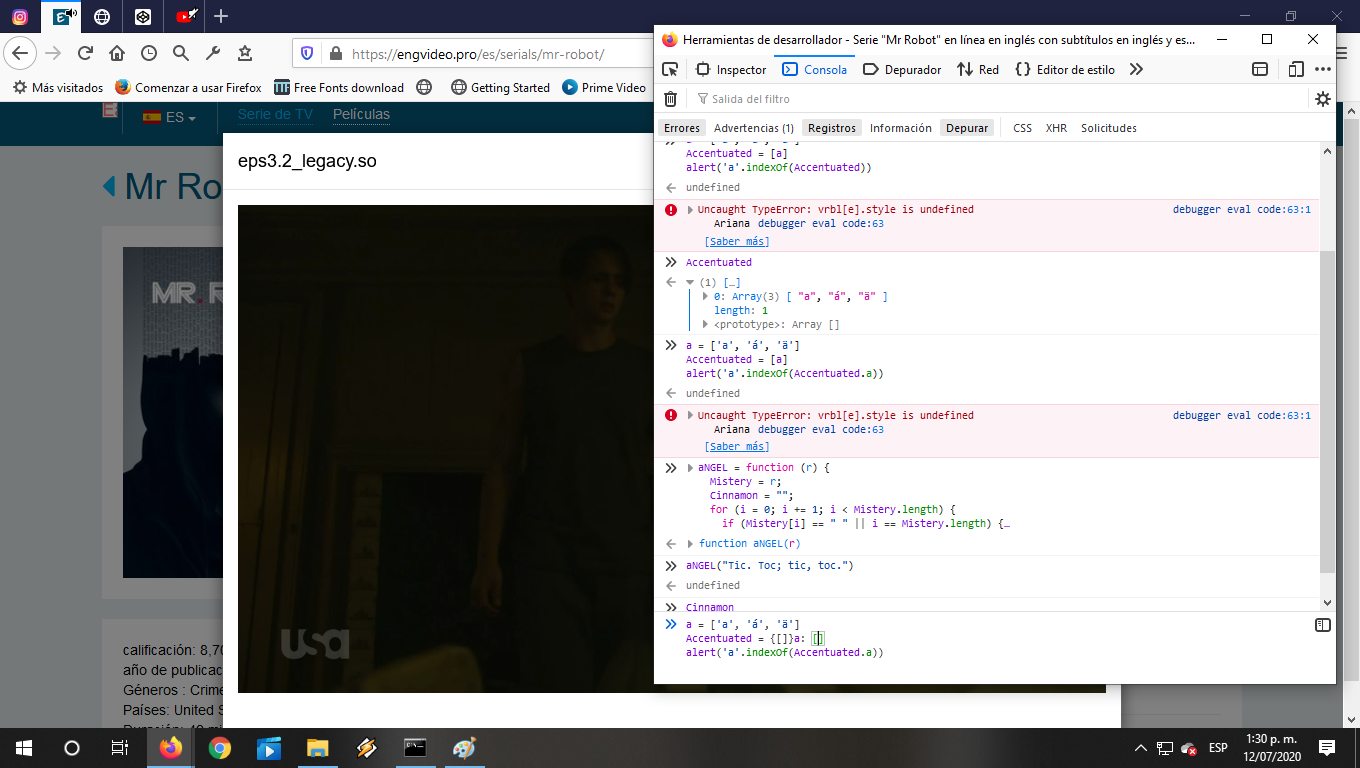 https://engvideo.pro/es/serials/mr-robot/
Más visitados
Comenzar a usar Firefox
Free Fonts download
Getting Started
Prime Video
ES
Serie de TV
Películas
Mr Ro
MR. R
calificación: 8,70
año de publicac
Géneros : Crime
Países: United S
eps3.2_legacy.so
usa
Herramientas de desarrollador - Serie "Mr Robot" en línea en inglés con subtítulos en inglés y es...
Inspector
Consola
Depurador
Red
Editor de estilo
Salida del filtro
Errores
Advertencias (1)
Registros
Información
Depurar
CSS
XHR
Solicitudes
Accentuated = [a]
alert('a'.indexOf(Accentuated))
undefined
Uncaught TypeError: vrbl[e].style is undefined
debugger eval code:63:1
Ariana debugger eval code:63
[Saber más]
Accentuated
(1) […]
0: Array(3) [ "a", "á", "ä" ]
length: 1
<prototype>: Array []
a = ['a', 'á', 'ä']
Accentuated = [a]
alert('a'.indexOf(Accentuated.a))
undefined
Uncaught TypeError: vrbl[e].style is undefined
debugger eval code:63:1
Ariana debugger eval code:63
[Saber más]
aNGEL = function (r) {
Mistery = r;
Cinnamon = "";
for (i = 0; i += 1; i < Mistery.length) {
if (Mistery[i] == " " || i == Mistery.length) {…
function aNGEL(r)
aNGEL("Tic. Toc; tic, toc.")
undefined
Cinnamon
a = ['a', 'á', 'ä']
Accentuated = {[]}a: []
alert('a'.indexOf(Accentuated.a))
ESP
1:30 p. m.
12/07/2020